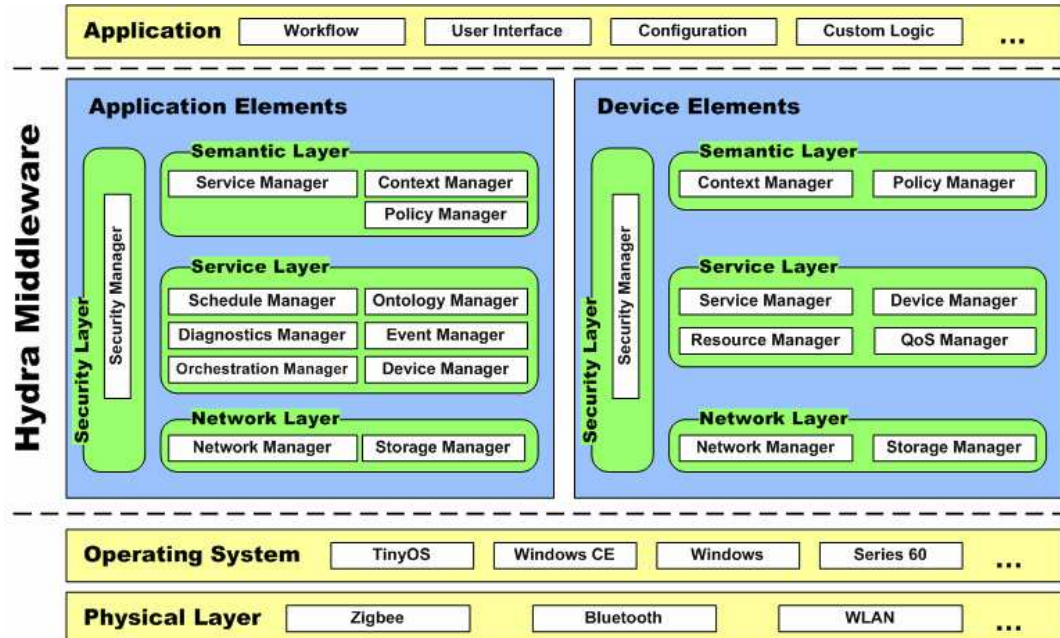 Application
Workflow
User Interface
Configuration
Custom Logic
...
Hydra Middleware
Application Elements
Security Layer
Security Manager
Semantic Layer
Service Manager
Context Manager
Policy Manager
Service Layer
Schedule Manager
Ontology Manager
Diagnostics Manager
Event Manager
Orchestration Manager
Device Manager
Network Layer
Network Manager
Storage Manager
Device Elements
Security Layer
Security Manager
Semantic Layer
Context Manager
Policy Manager
Service Layer
Service Manager
Device Manager
Resource Manager
QoS Manager
Network Layer
Network Manager
Storage Manager
Operating System
TinyOS
Windows CE
Windows
Series 60
...
Physical Layer
Zigbee
Bluetooth
WLAN
...